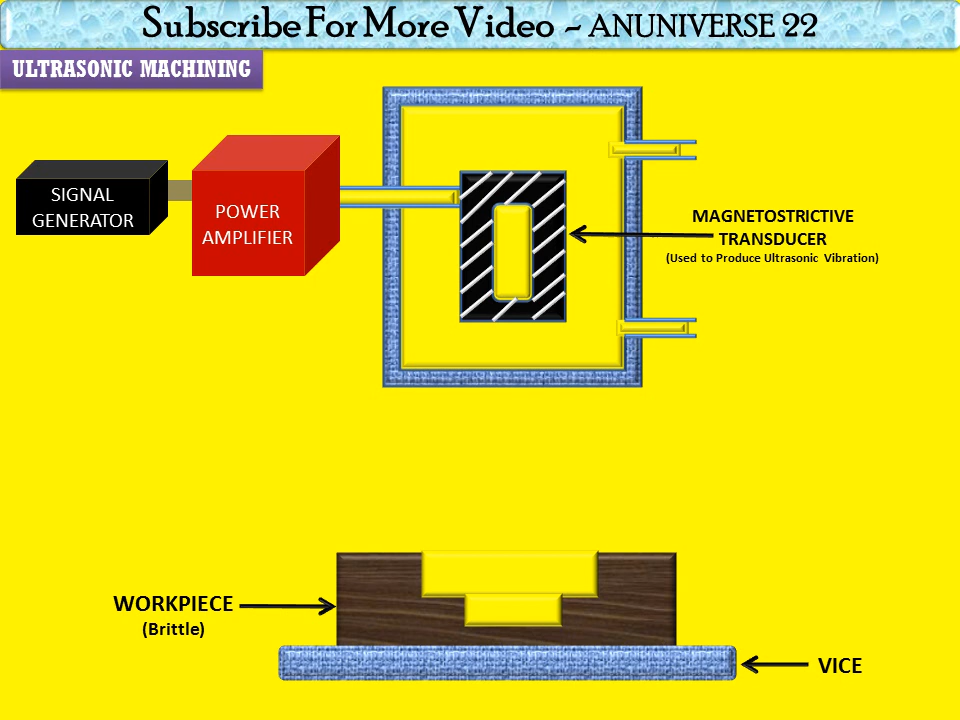 Subscribe For More Video - ANUNIVERSE 22
ULTRASONIC MACHINING
SIGNAL
GENERATOR
POWER
AMPLIFIER
MAGNETOSTRICTIVE
TRANSDUCER
(Used to Produce Ultrasonic Vibration)
WORKPIECE
(Brittle)
VICE